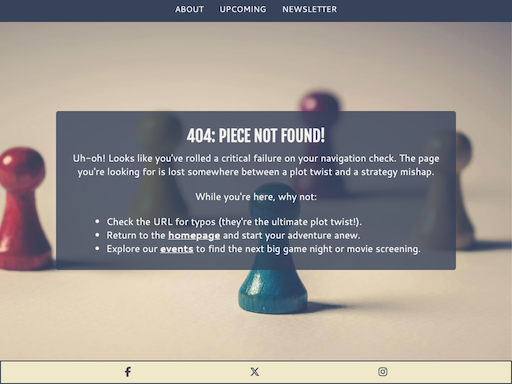 ABOUT UPCOMING NEWSLETTER
404: PIECE NOT FOUND!
Uh-oh! Looks like you've rolled a critical failure on your navigation check. The page
you're looking for is lost somewhere between a plot twist and a strategy mishap.
While you're here, why not:
• Check the URL for typos (they're the ultimate plot twist!).
• Return to the homepage and start your adventure anew.
• Explore our events to find the next big game night or movie screening.